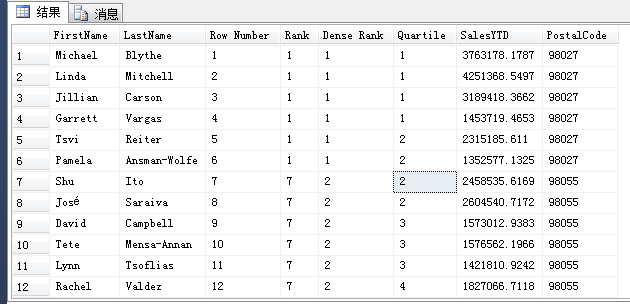 结果 消息
FirstName LastName Row Number Rank Dense Rank Quartile SalesYTD PostalCode
1 Michael Blythe 1 1 1 1 3763178.1787 98027
2 Linda Mitchell 2 1 1 1 4251368.5497 98027
3 Jillian Carson 3 1 1 1 3189418.3662 98027
4 Garrett Vargas 4 1 1 1 1453719.4653 98027
5 Tsvi Reiter 5 1 1 2 2315185.611 98027
6 Pamela Ansman-Wolfe 6 1 1 2 1352577.1325 98027
7 Shu Ito 7 7 2 2 2458535.6169 98055
8 José Saraiva 8 7 2 2 2604540.7172 98055
9 David Campbell 9 7 2 3 1573012.9383 98055
10 Tete Mensa-Annan 10 7 2 3 1576562.1966 98055
11 Lynn Tsoflias 11 7 2 3 1421810.9242 98055
12 Rachel Valdez 12 7 2 4 1827066.7118 98055